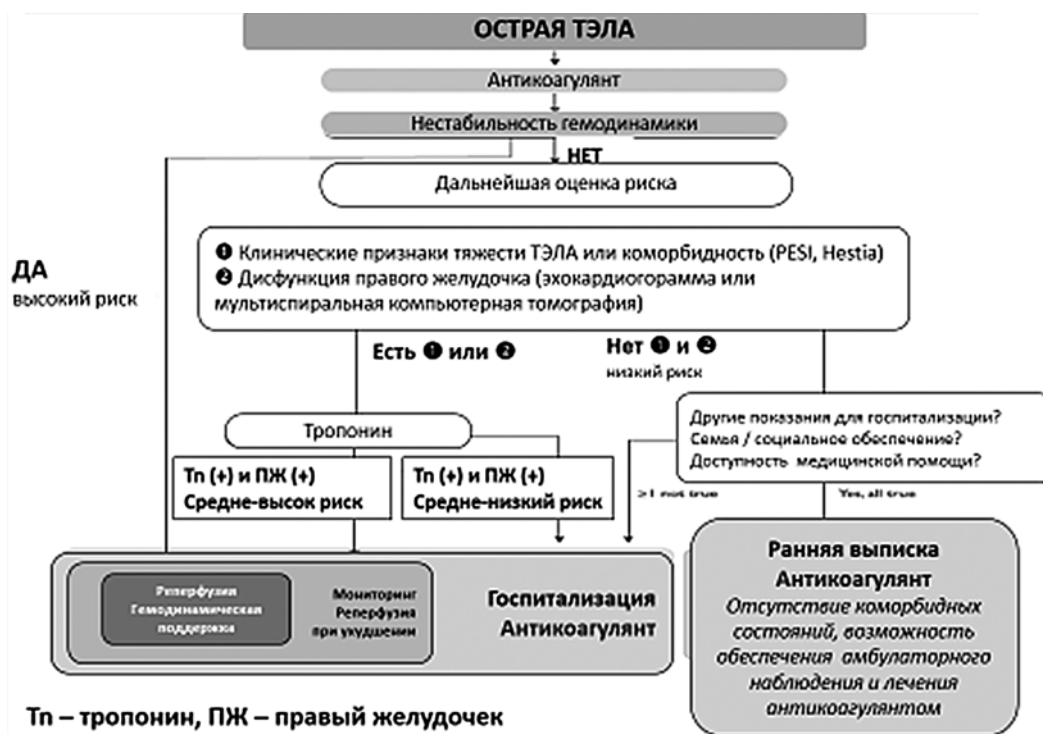 ОСТРАЯ ТЭЛА
Антикоагулянт
Нестабильность гемодинамики
НЕТ
Дальнейшая оценка риска
ДА
высокий риск
❶ Клинические признаки тяжести ТЭЛА или коморбидность (PESI, Hestia)
❷ Дисфункция правого желудочка (эхокардиограмма или
мультиспиральная компьютерная томография)
Есть ❶ или ❷
Нет ❶ и ❷
низкий риск
Другие показания для госпитализации?
Семья / социальное обеспечение?
Доступность медицинской помощи?
Тропонин
Tn (+) и ПЖ (+)
Средне-высок риск
Tn (+) и ПЖ (+)
Средне-низкий риск
>1 not true
Yes, all true
Реперфузия
Гемодинамическая
поддержка
Мониторинг
Реперфузия
при ухудшении
Госпитализация
Антикоагулянт
Ранняя выписка
Антикоагулянт
Отсутствие коморбидных
состояний, возможность
обеспечения амбулаторного
наблюдения и лечения
антикоагулянтом
Tn – тропонин, ПЖ – правый желудочек